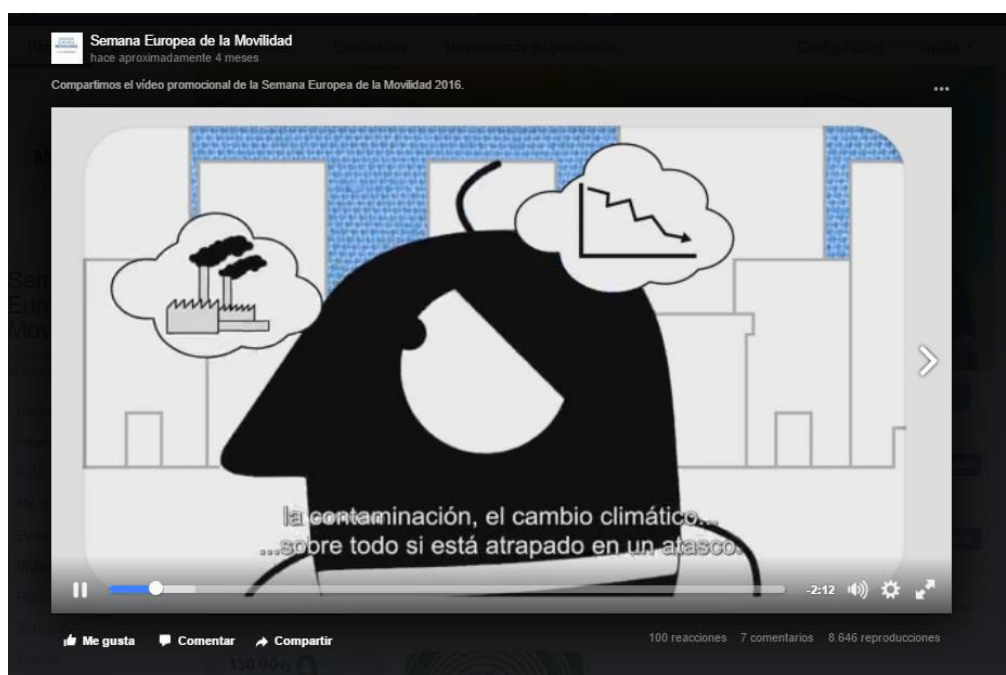 Semana Europea de la Movilidad
hace aproximadamente 4 meses
Compartimos el vídeo promocional de la Semana Europea de la Movilidad 2016.
la contaminación, el cambio climático...
...sobre todo si está atrapado en un atasco.
-2:12
Me gusta Comentar Compartir 100 reacciones 7 comentarios 8.646 reproducciones